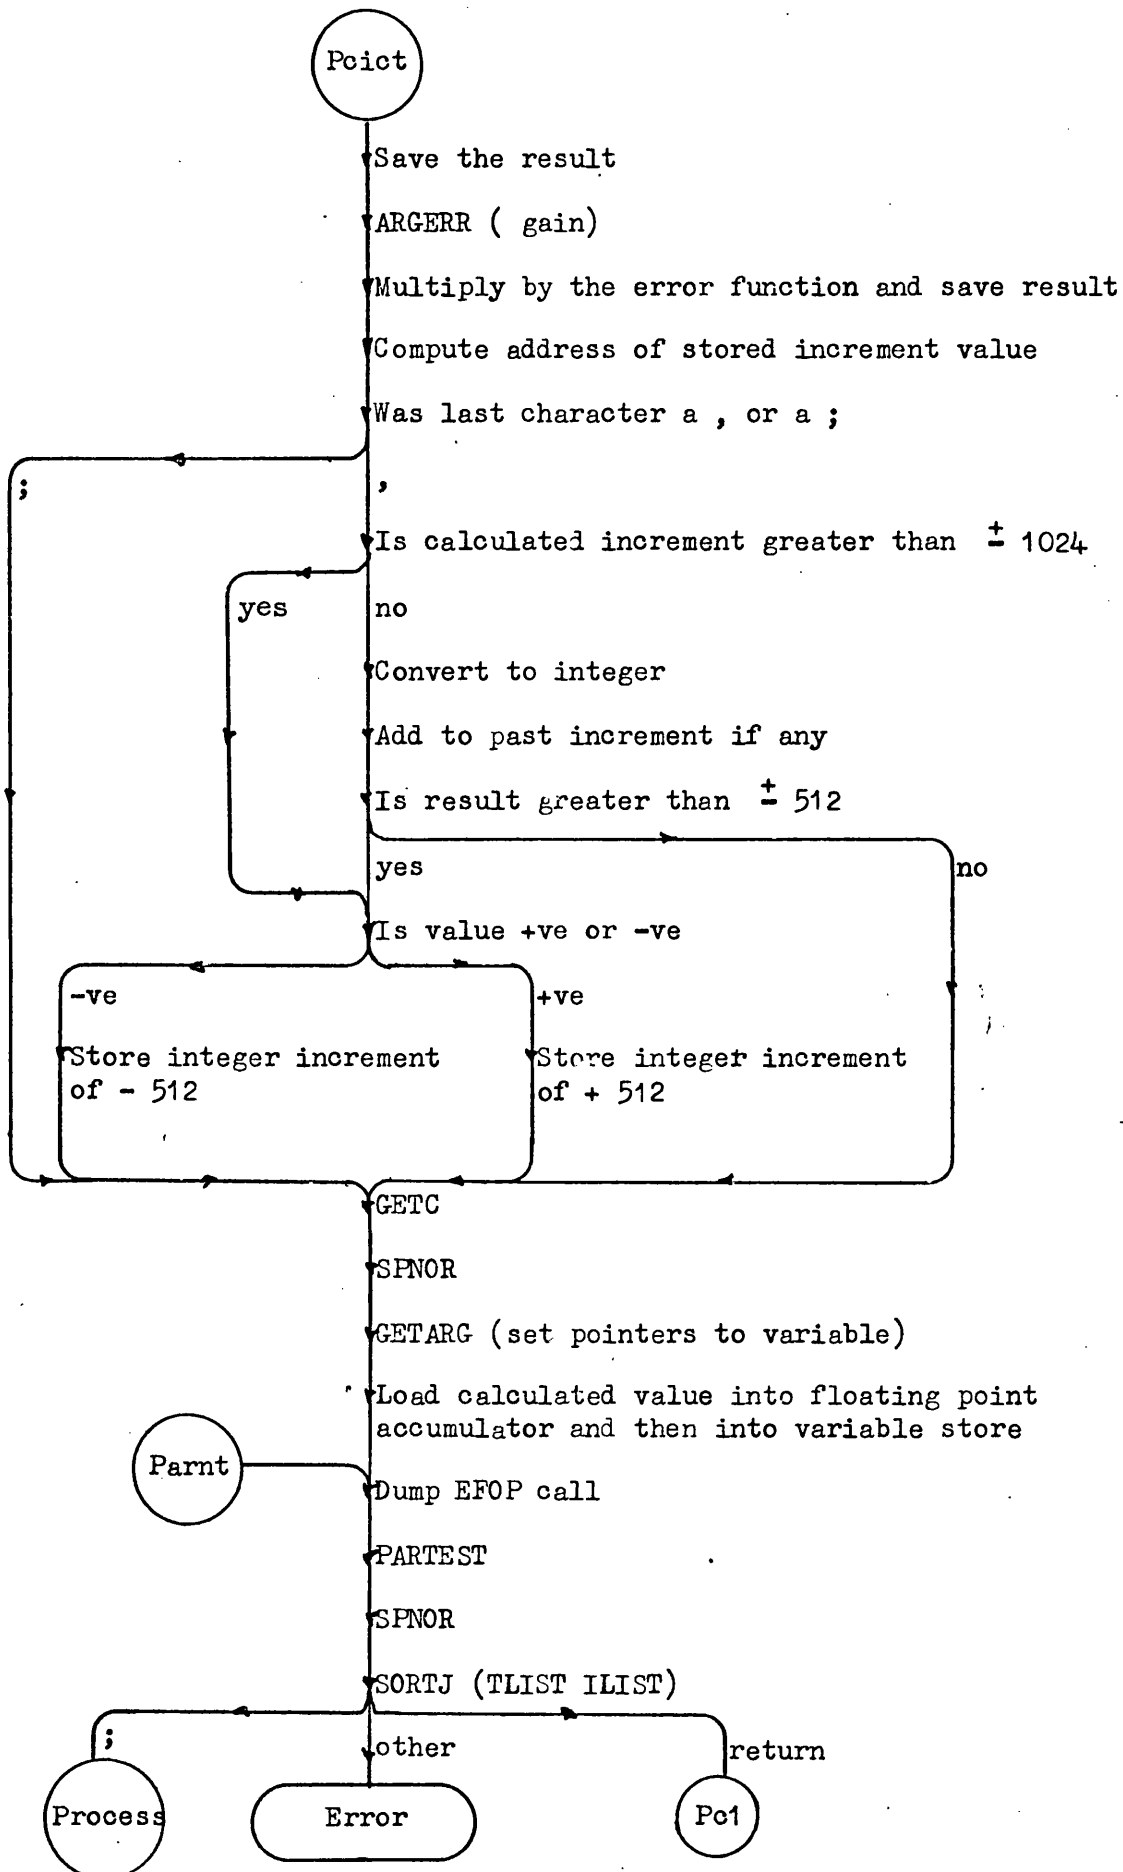 Pcict
Save the result
ARGERR ( gain)
Multiply by the error function and save result
Compute address of stored increment value
Was last character a , or a ;
;
,
Is calculated increment greater than ± 1024
yes
no
Convert to integer
Add to past increment if any
Is result greater than ± 512
yes
no
Is value +ve or -ve
-ve
+ve
Store integer increment
of - 512
Store integer increment
of + 512
GETC
SPNOR
GETARG (set pointers to variable)
Load calculated value into floating point
accumulator and then into variable store
Parnt
Dump EFOP call
PARTEST
SPNOR
SORTJ (TLIST ILIST)
;
other
return
Process
Error
Pc1